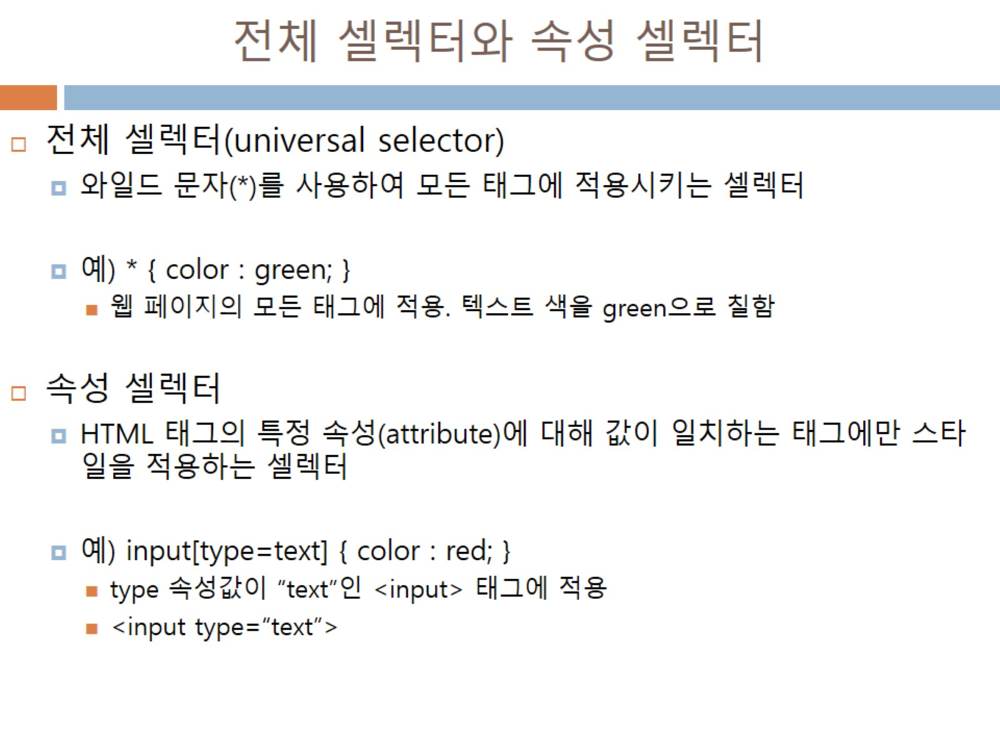 전체 셀렉터와 속성 셀렉터
전체 셀렉터(universal selector)
와일드 문자(*)를 사용하여 모든 태그에 적용시키는 셀렉터
예) * { color : green; }
웹 페이지의 모든 태그에 적용. 텍스트 색을 green으로 칠함
속성 셀렉터
HTML 태그의 특정 속성(attribute)에 대해 값이 일치하는 태그에만 스타
일을 적용하는 셀렉터
예) input[type=text] { color : red; }
type 속성값이 “text”인 <input> 태그에 적용
<input type=“text”>